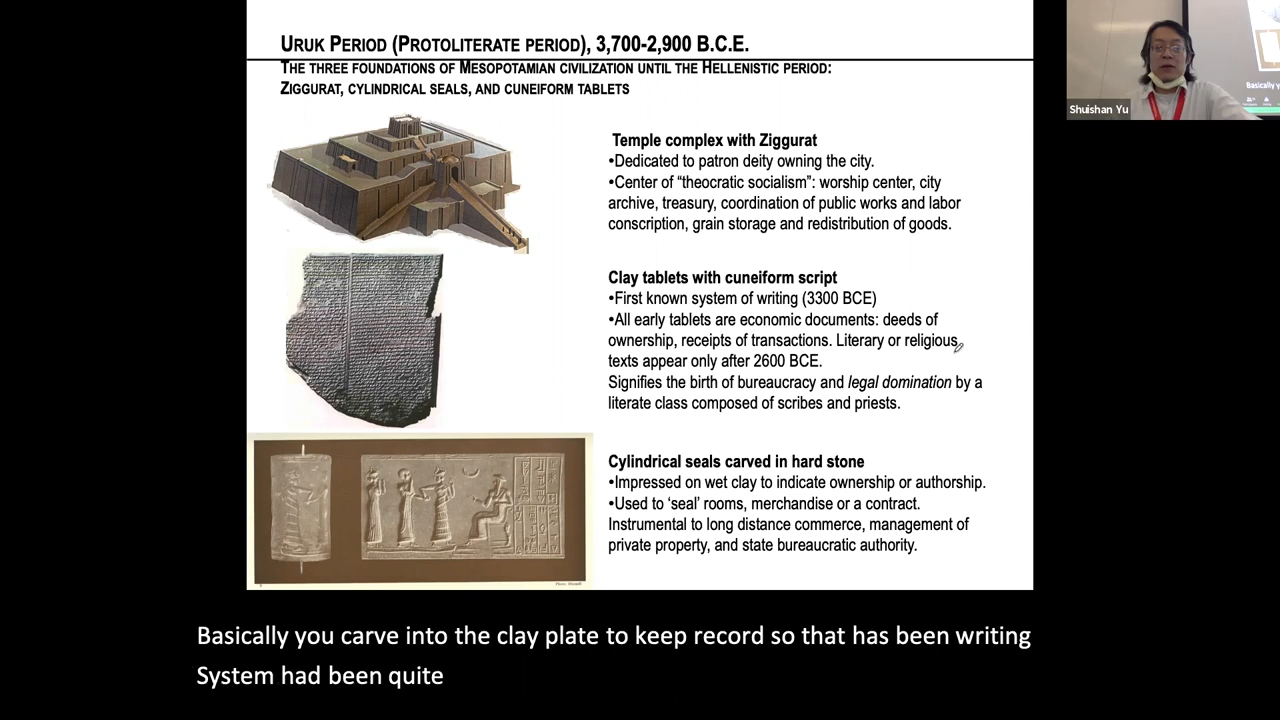 URUK PERIOD (PROTOLITERATE PERIOD), 3,700-2,900 B.C.E.
THE THREE FOUNDATIONS OF MESOPOTAMIAN CIVILIZATION UNTIL THE HELLENISTIC PERIOD:
ZIGGURAT, CYLINDRICAL SEALS, AND CUNEIFORM TABLETS
Temple complex with Ziggurat
•Dedicated to patron deity owning the city.
•Center of “theocratic socialism”: worship center, city
archive, treasury, coordination of public works and labor
conscription, grain storage and redistribution of goods.
Clay tablets with cuneiform script
•First known system of writing (3300 BCE)
•All early tablets are economic documents: deeds of
ownership, receipts of transactions. Literary or religious
texts appear only after 2600 BCE.
Signifies the birth of bureaucracy and legal domination by a
literate class composed of scribes and priests.
Cylindrical seals carved in hard stone
•Impressed on wet clay to indicate ownership or authorship.
•Used to ‘seal’ rooms, merchandise or a contract.
Instrumental to long distance commerce, management of
private property, and state bureaucratic authority.
Shuishan Yu
Basically y
Basically you carve into the clay plate to keep record so that has been writing
System had been quite